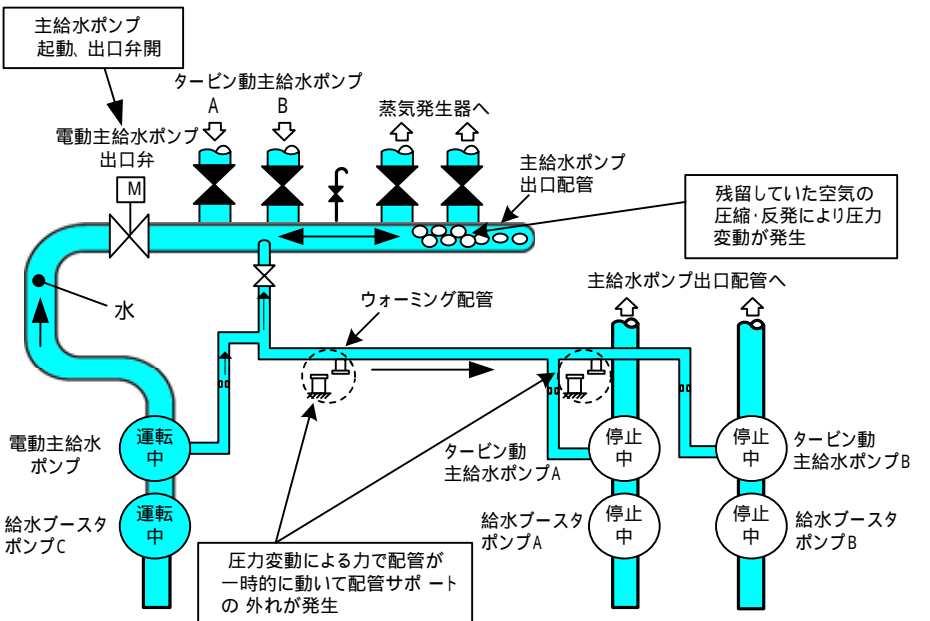 主給水ポンプ
起動、出口弁開
タービン動主給水ポンプ
A B
蒸気発生器へ
電動主給水ポンプ
出口弁
M
主給水ポンプ
出口配管
残留していた空気の
圧縮・反発により圧力
変動が発生
主給水ポンプ出口配管へ
水
ウォーミング配管
電動主給水
ポンプ
運転
中
タービン動
主給水ポンプA
停止
中
停止
中
タービン動
主給水ポンプB
給水ブースタ
ポンプC
運転
中
給水ブースタ
ポンプA
停止
中
停止
中
給水ブースタ
ポンプB
圧力変動による力で配管が
一時的に動いて配管サポート
の 外れが発生